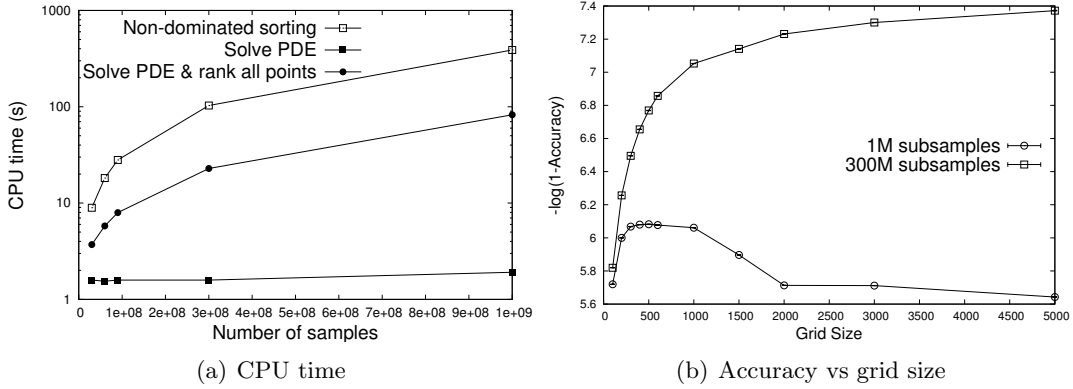 1000
100
10
1
CPU time (s)
Non-dominated sorting
Solve PDE
Solve PDE & rank all points
0 1e+08 2e+08 3e+08 4e+08 5e+08 6e+08 7e+08 8e+08 9e+08 1e+09
Number of samples
(a) CPU time
7.4
7.2
7
6.8
6.6
6.4
6.2
6
5.8
5.6
-log(1-Accuracy)
1M subsamples
300M subsamples
0 500 1000 1500 2000 2500 3000 3500 4000 4500 5000
Grid Size
(b) Accuracy vs grid size